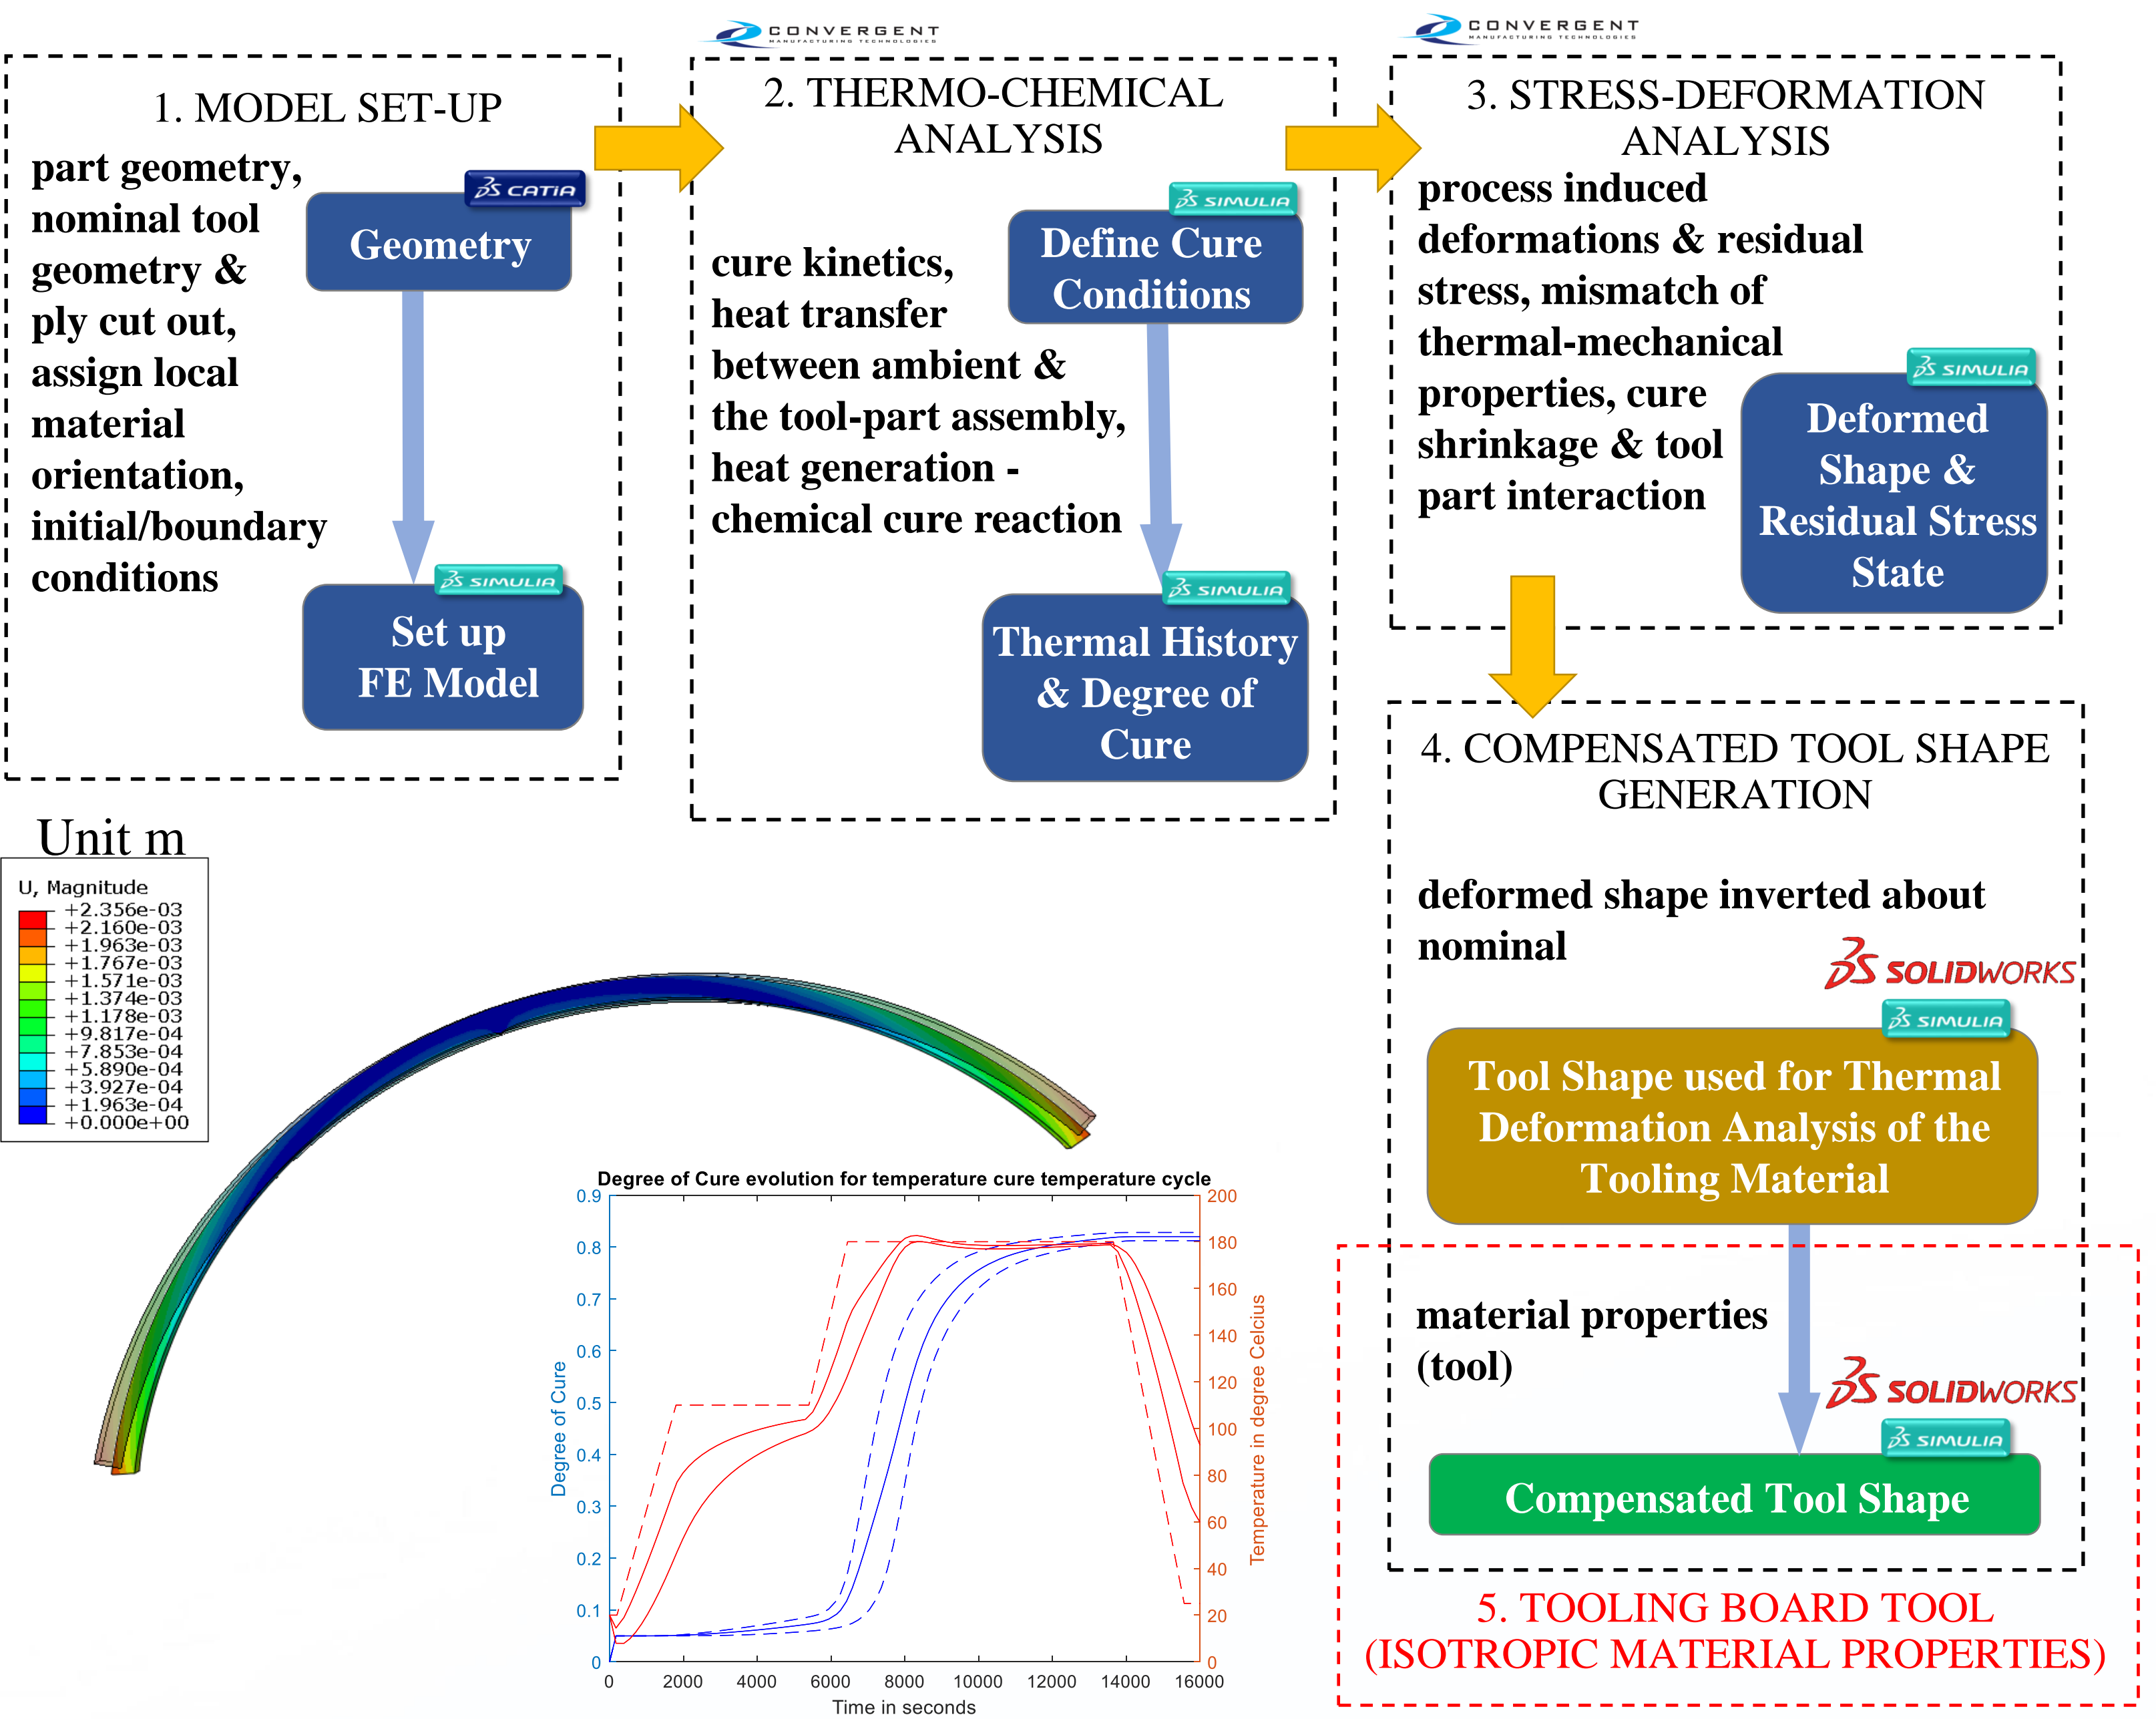 CONVERGENT
MANUFACTURING TECHNOLOGIES
CONVERGENT
MANUFACTURING TECHNOLOGIES
1. MODEL SET-UP
part geometry,
nominal tool
geometry &
ply cut out,
assign local
material
orientation,
initial/boundary
conditions
CATIA
Geometry
SIMULIA
Set up
FE Model
2. THERMO-CHEMICAL
ANALYSIS
SIMULIA
Define Cure
Conditions
cure kinetics,
heat transfer
between ambient &
the tool-part assembly,
heat generation -
chemical cure reaction
SIMULIA
Thermal History
& Degree of
Cure
3. STRESS-DEFORMATION
ANALYSIS
process induced
deformations & residual
stress, mismatch of
thermal-mechanical
properties, cure
shrinkage & tool
part interaction
SIMULIA
Deformed
Shape &
Residual Stress
State
4. COMPENSATED TOOL SHAPE
GENERATION
deformed shape inverted about
nominal
SOLIDWORKS
SIMULIA
Tool Shape used for Thermal
Deformation Analysis of the
Tooling Material
material properties
(tool)
SOLIDWORKS
SIMULIA
Compensated Tool Shape
5. TOOLING BOARD TOOL
(ISOTROPIC MATERIAL PROPERTIES)
Unit m
U, Magnitude
+2.356e-03
+2.160e-03
+1.963e-03
+1.767e-03
+1.571e-03
+1.374e-03
+1.178e-03
+9.817e-04
+7.853e-04
+5.890e-04
+3.927e-04
+1.963e-04
+0.000e+00
Degree of Cure evolution for temperature cure temperature cycle
Degree of Cure
0.9
0.8
0.7
0.6
0.5
0.4
0.3
0.2
0.1
0
200
180
160
140
120
100
80
60
40
20
0
Temperature in degree Celcius
0 2000 4000 6000 8000 10000 12000 14000 16000
Time in seconds